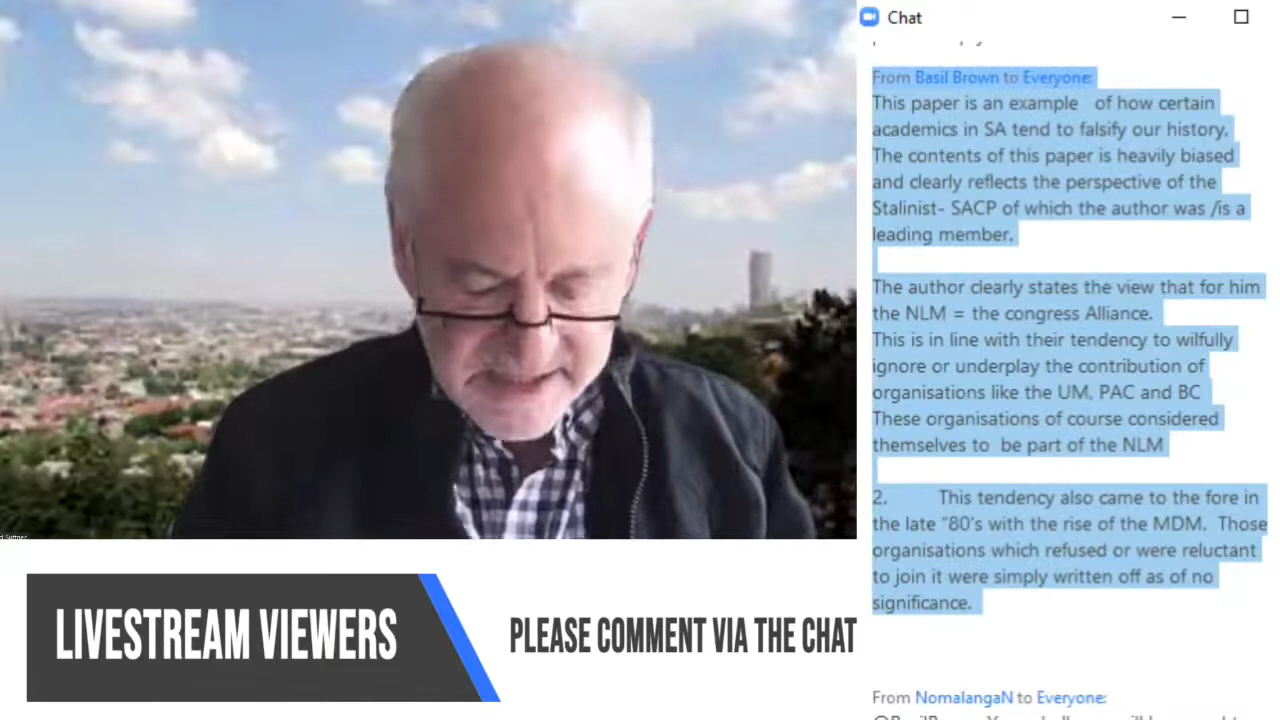 Chat
From Basil Brown to Everyone:
This paper is an example of how certain
academics in SA tend to falsify our history.
The contents of this paper is heavily biased
and clearly reflects the perspective of the
Stalinist- SACP of which the author was /is a
leading member.
The author clearly states the view that for him
the NLM = the congress Alliance.
This is in line with their tendency to wilfully
ignore or underplay the contribution of
organisations like the UM, PAC and BC
These organisations of course considered
themselves to be part of the NLM
2. This tendency also came to the fore in
the late "80's with the rise of the MDM. Those
organisations which refused or were reluctant
to join it were simply written off as of no
significance.
From NomalangaN to Everyone:
LIVESTREAM VIEWERS
PLEASE COMMENT VIA THE CHAT